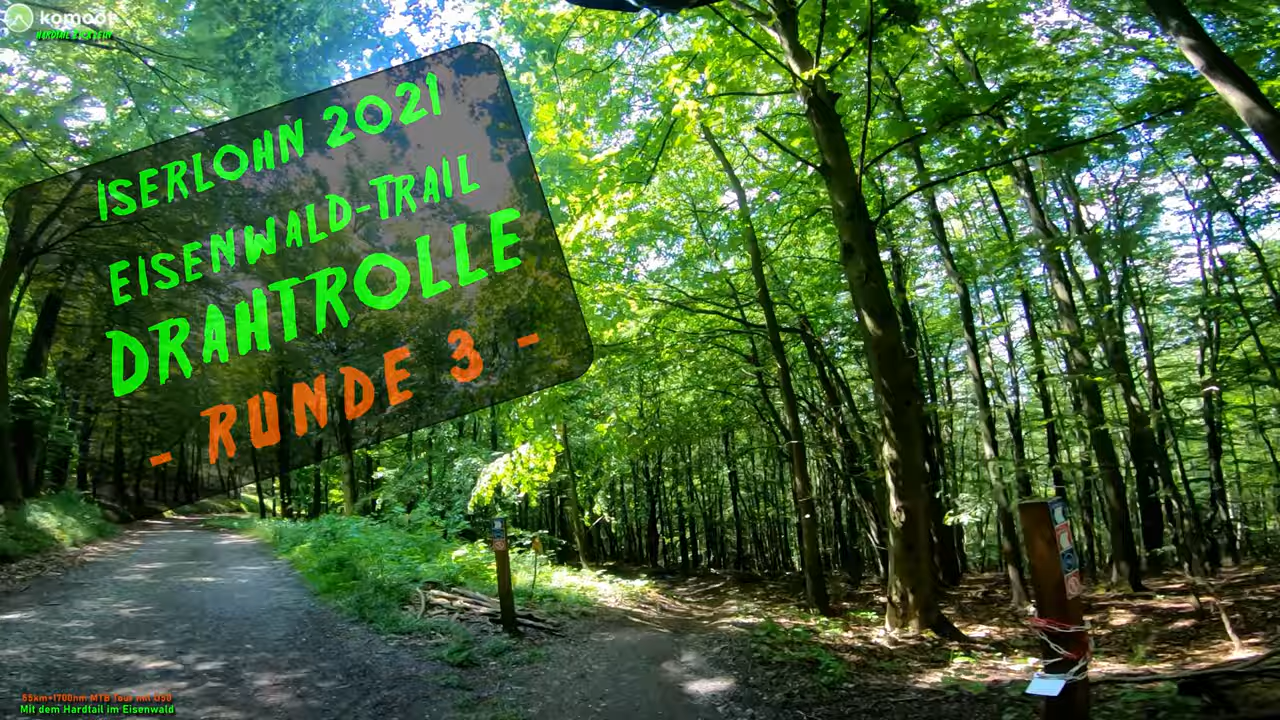 komoot
ISERLOHN 2021
EISENWALD-TRAIL
DRAHTROLLE
- RUNDE 3 -
Mit dem Hardtail im Eisenwald